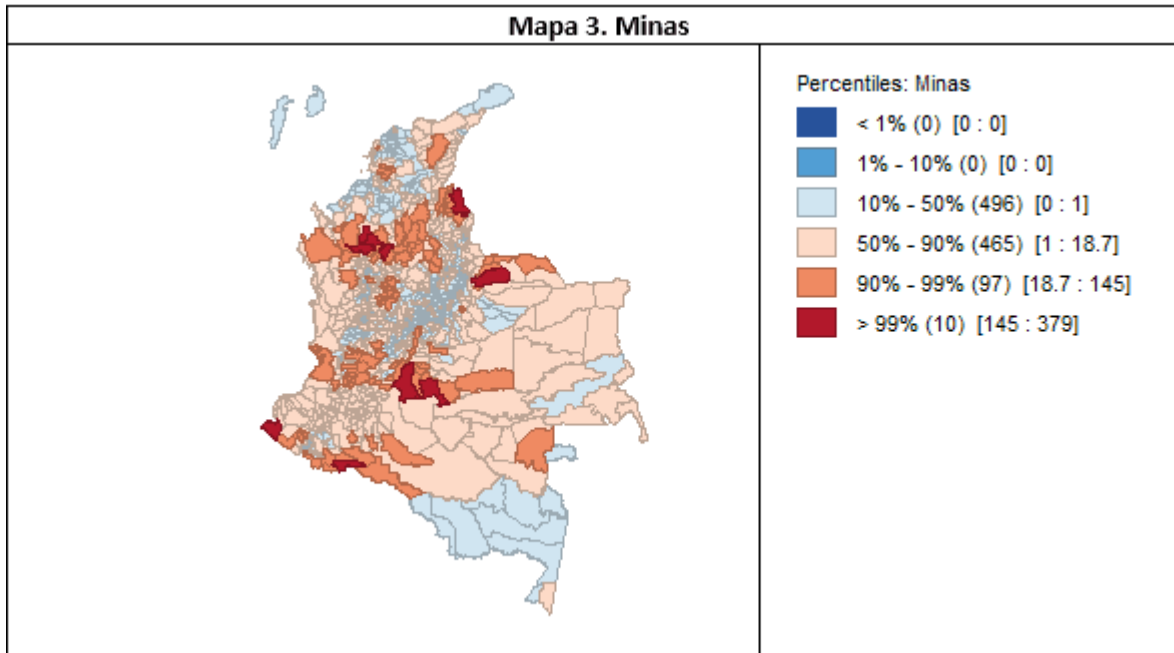 Mapa 3. Minas
Percentiles: Minas
< 1% (0) [0 : 0]
1% - 10% (0) [0 : 0]
10% - 50% (496) [0 : 1]
50% - 90% (465) [1 : 18.7]
90% - 99% (97) [18.7 : 145]
> 99% (10) [145 : 379]